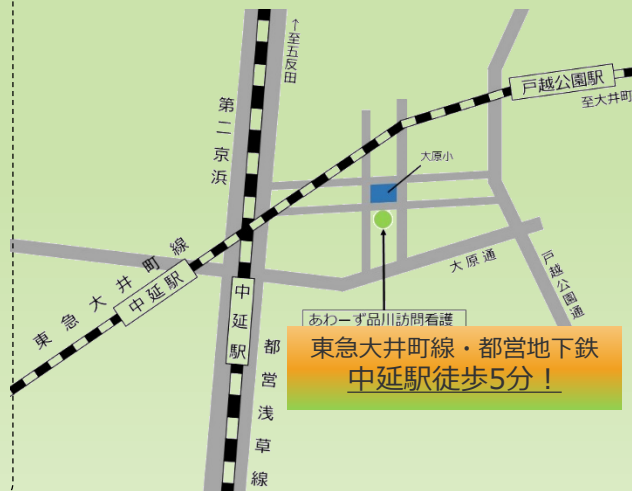 ↑至五反田
第二京浜
戸越公園駅
至大井町
大原小
東急大井町線
中延駅
中延駅
大原通
戸越公園通
都営浅草線
あわーず品川訪問看護
東急大井町線・都営地下鉄
中延駅徒歩5分！